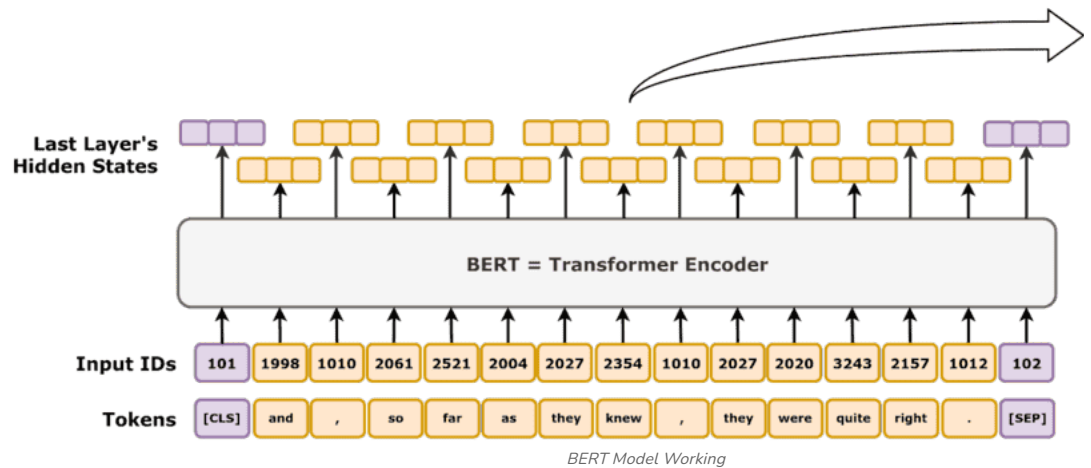 Last Layer's
Hidden States
BERT = Transformer Encoder
Input IDs 101 1998 1010 2061 2521 2004 2027 2354 1010 2027 2020 3243 2157 1012 102
Tokens [CLS] and , so far as they knew , they were quite right . [SEP]
BERT Model Working